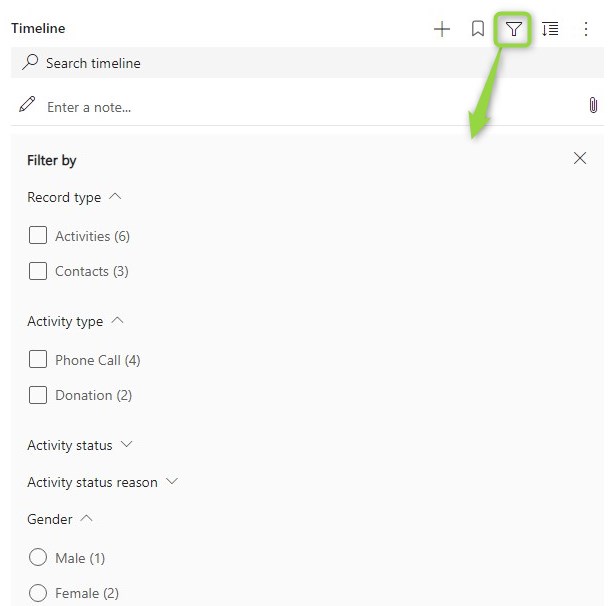 Timeline
Search timeline
Enter a note...
Filter by
Record type
Activities (6)
Contacts (3)
Activity type
Phone Call (4)
Donation (2)
Activity status
Activity status reason
Gender
Male (1)
Female (2)